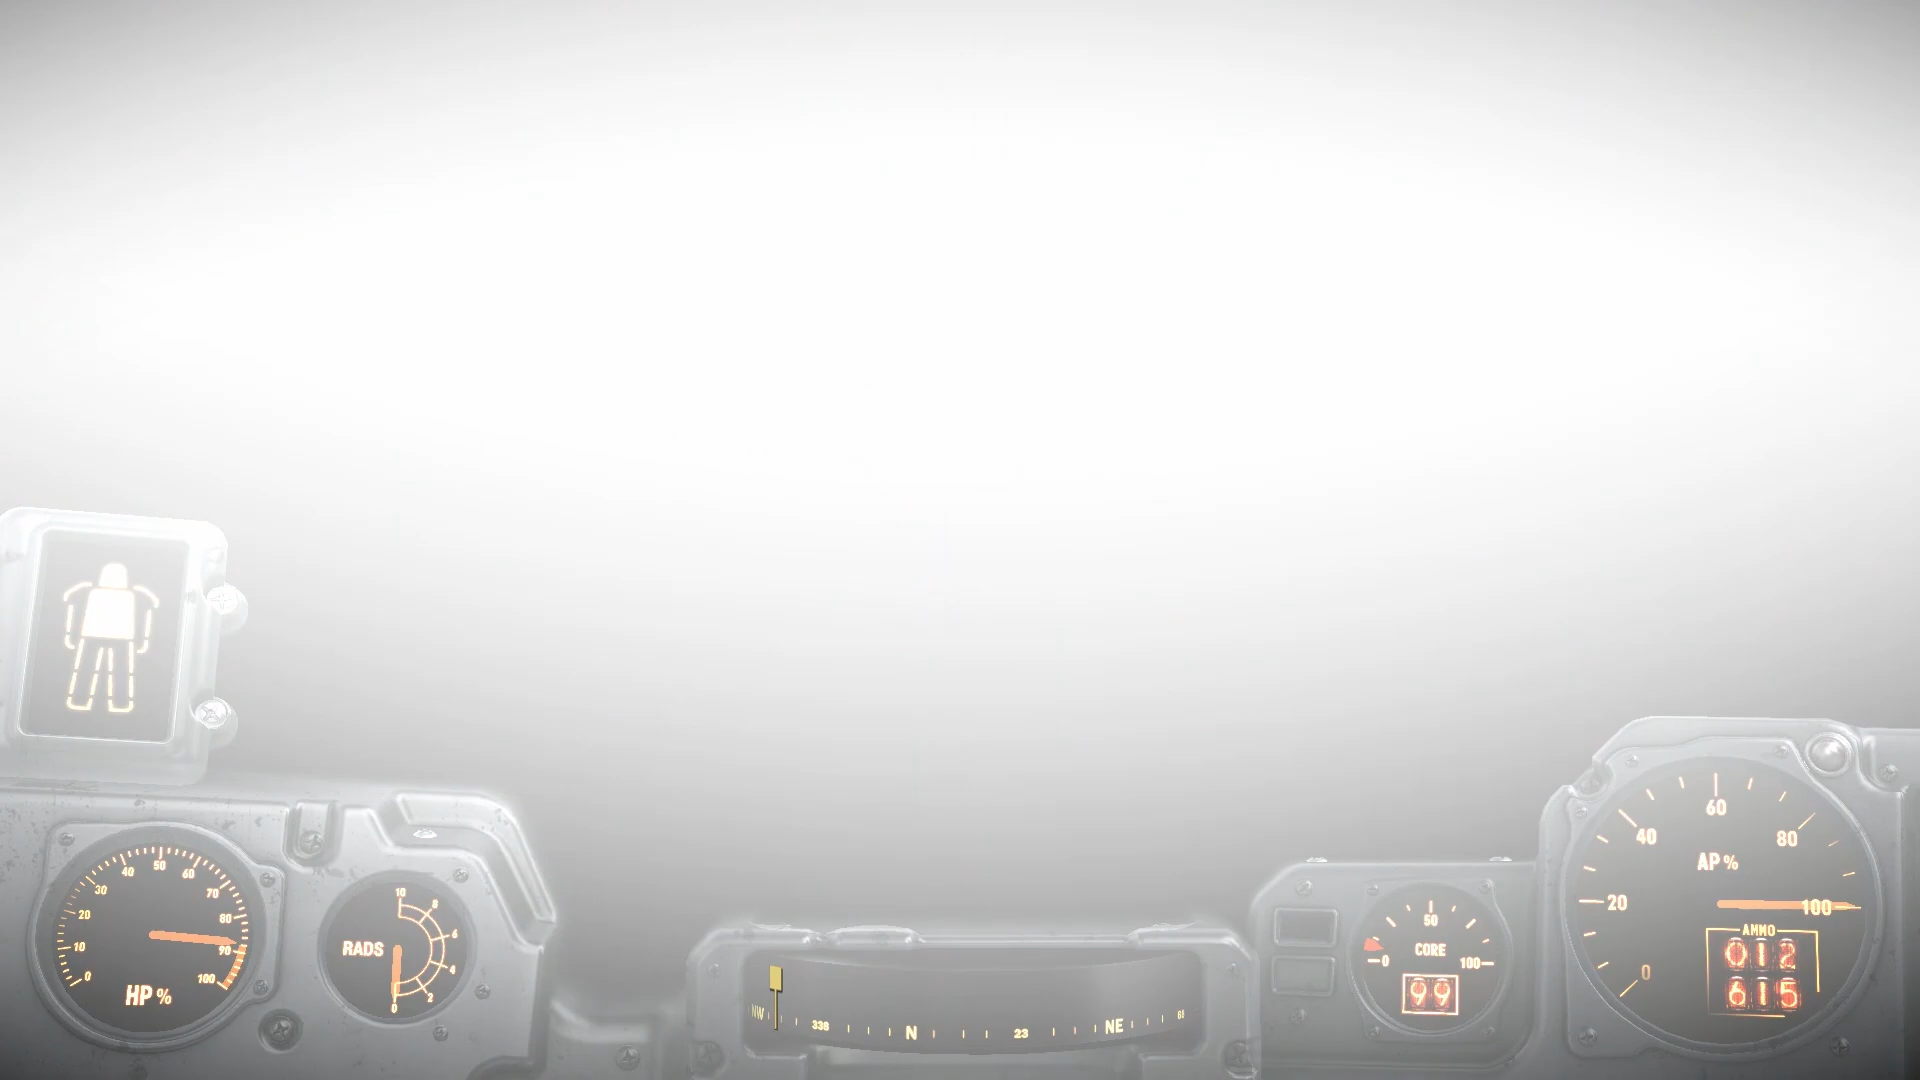 0 10 20 30 40 50 60 70 80 90 100
HP %
RADS
10 8 6 4 2 0
NW 338 N 23 NE
50
CORE
0 100
99
0 20 40 60 80 100
AP %
AMMO
012
615